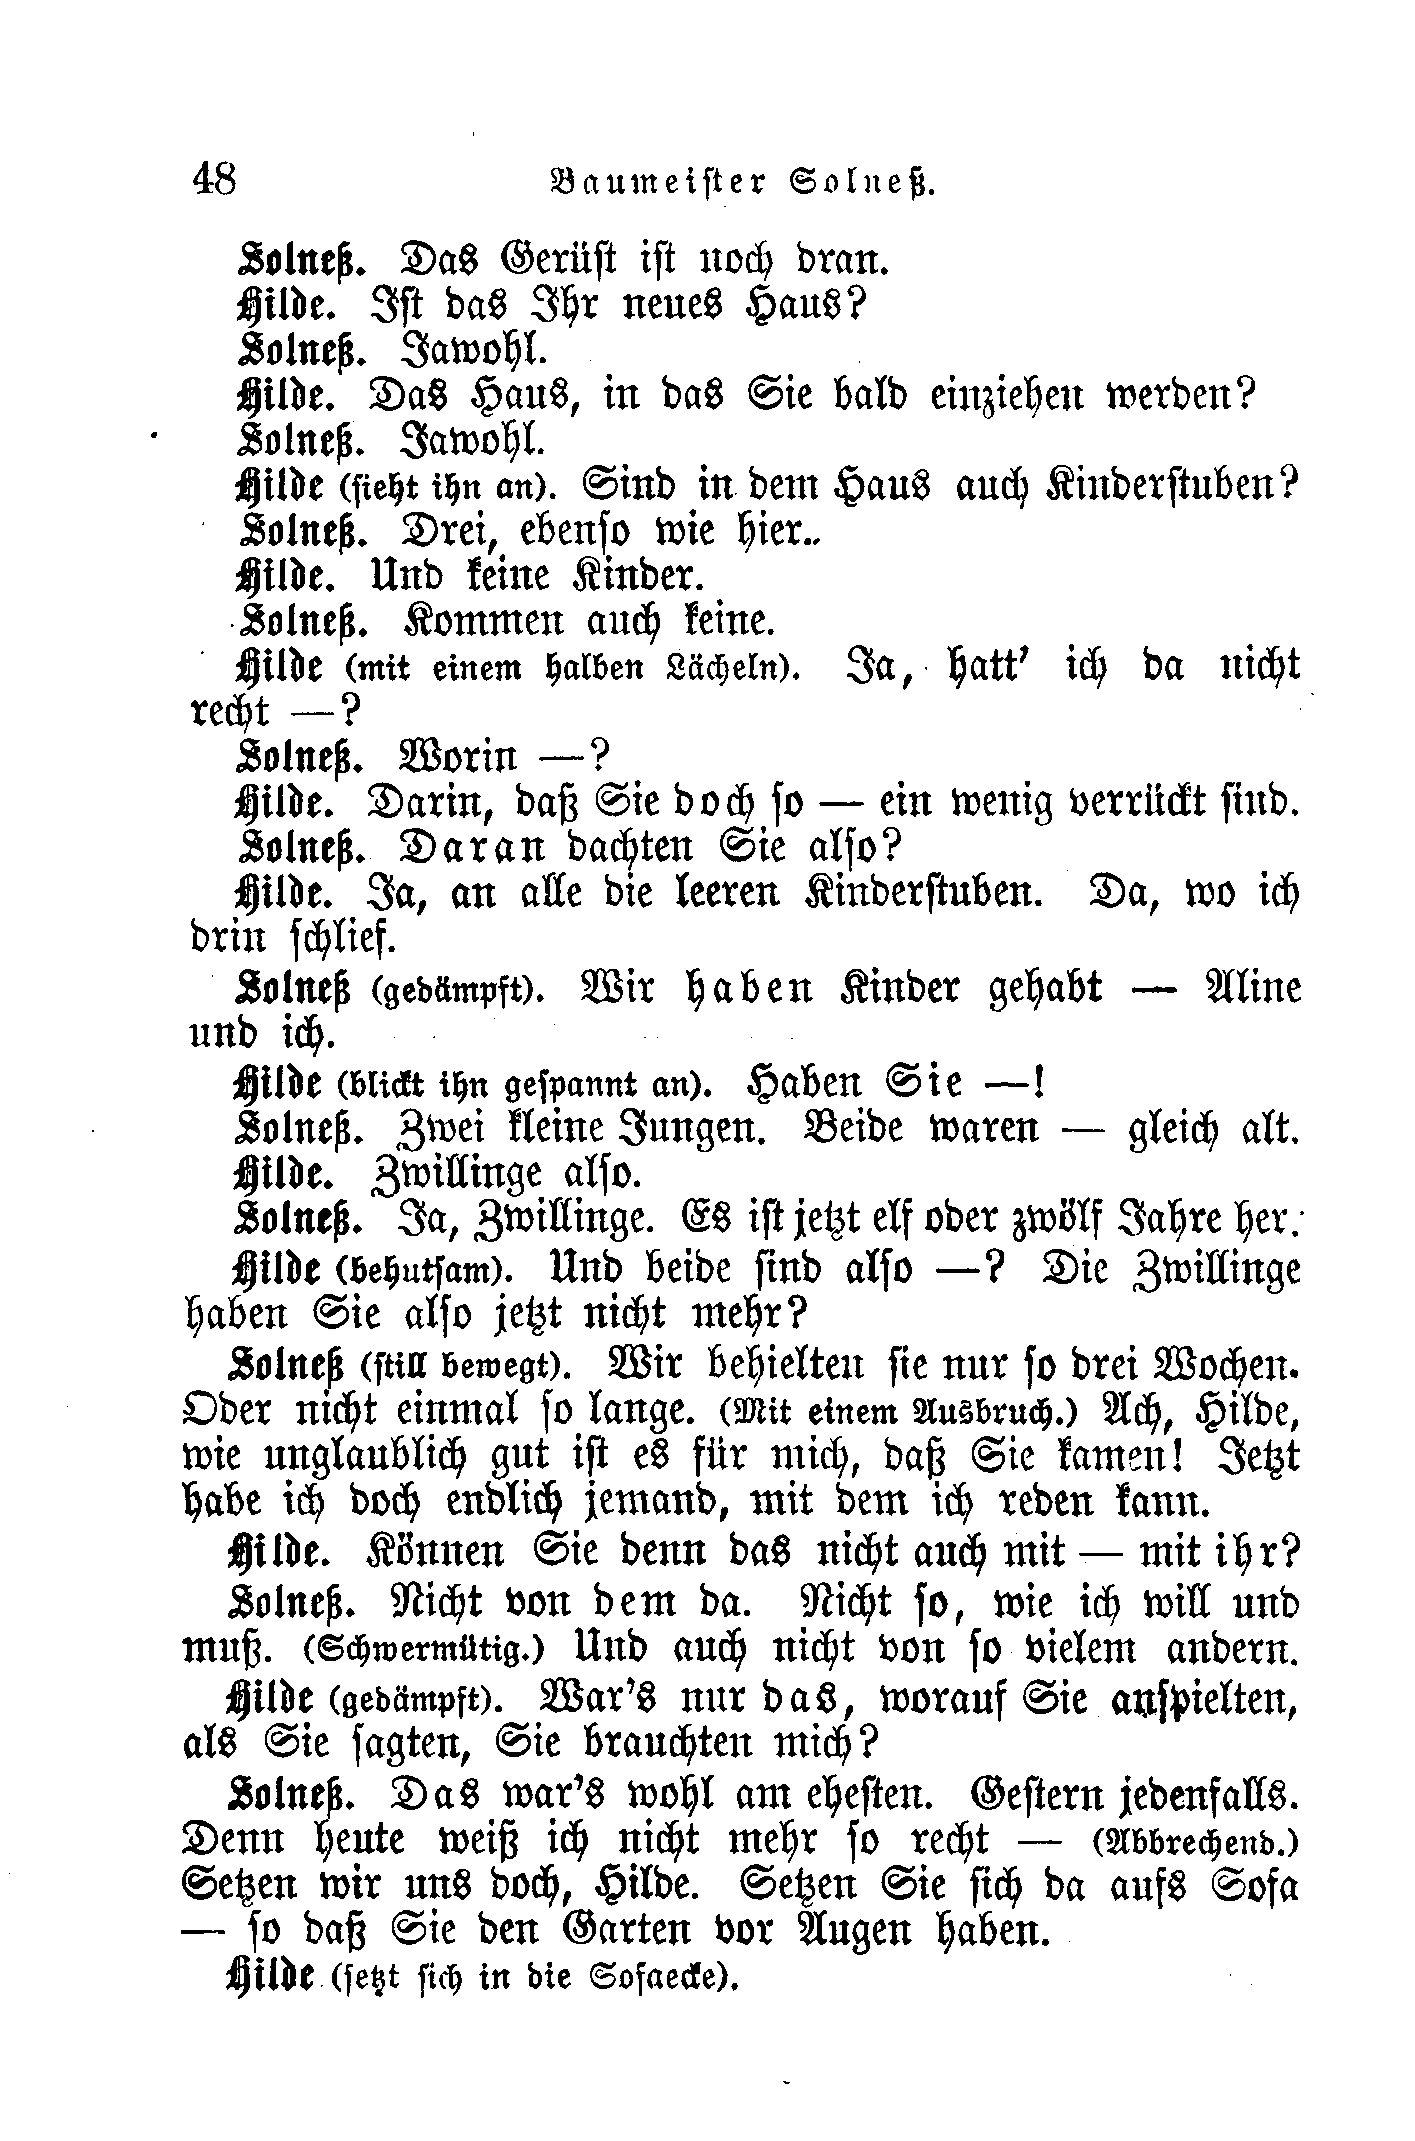 48 Baumeister Solneß.
Solneß. Das Gerüst ist noch dran.
Hilde. Ist das Ihr neues Haus?
Solneß. Jawohl.
Hilde. Das Haus, in das Sie bald einziehen werden?
Solneß. Jawohl.
Hilde (sieht ihn an). Sind in dem Haus auch Kinderstuben?
Solneß. Drei, ebenso wie hier..
Hilde. Und keine Kinder.
Solneß. Kommen auch keine.
Hilde (mit einem halben Lächeln). Ja, hatt' ich da nicht
recht —?
Solneß. Worin —?
Hilde. Darin, daß Sie doch so — ein wenig verrückt sind.
Solneß. Daran dachten Sie also?
Hilde. Ja, an alle die leeren Kinderstuben. Da, wo ich
drin schlief.
Solneß (gedämpft). Wir haben Kinder gehabt — Aline
und ich.
Hilde (blickt ihn gespannt an). Haben Sie —!
Solneß. Zwei kleine Jungen. Beide waren — gleich alt.
Hilde. Zwillinge also.
Solneß. Ja, Zwillinge. Es ist jetzt elf oder zwölf Jahre her.
Hilde (behutsam). Und beide sind also —? Die Zwillinge
haben Sie also jetzt nicht mehr?
Solneß (still bewegt). Wir behielten sie nur so drei Wochen.
Oder nicht einmal so lange. (Mit einem Ausbruch.) Ach, Hilde,
wie unglaublich gut ist es für mich, daß Sie kamen! Jetzt
habe ich doch endlich jemand, mit dem ich reden kann.
Hilde. Können Sie denn das nicht auch mit — mit ihr?
Solneß. Nicht von dem da. Nicht so, wie ich will und
muß. (Schwermütig.) Und auch nicht von so vielem andern.
Hilde (gedämpft). War's nur das, worauf Sie anspielten,
als Sie sagten, Sie brauchten mich?
Solneß. Das war's wohl am ehesten. Gestern jedenfalls.
Denn heute weiß ich nicht mehr so recht — (Abbrechend.)
Setzen wir uns doch, Hilde. Setzen Sie sich da aufs Sofa
— so daß Sie den Garten vor Augen haben.
Hilde (setzt sich in die Sofaecke).